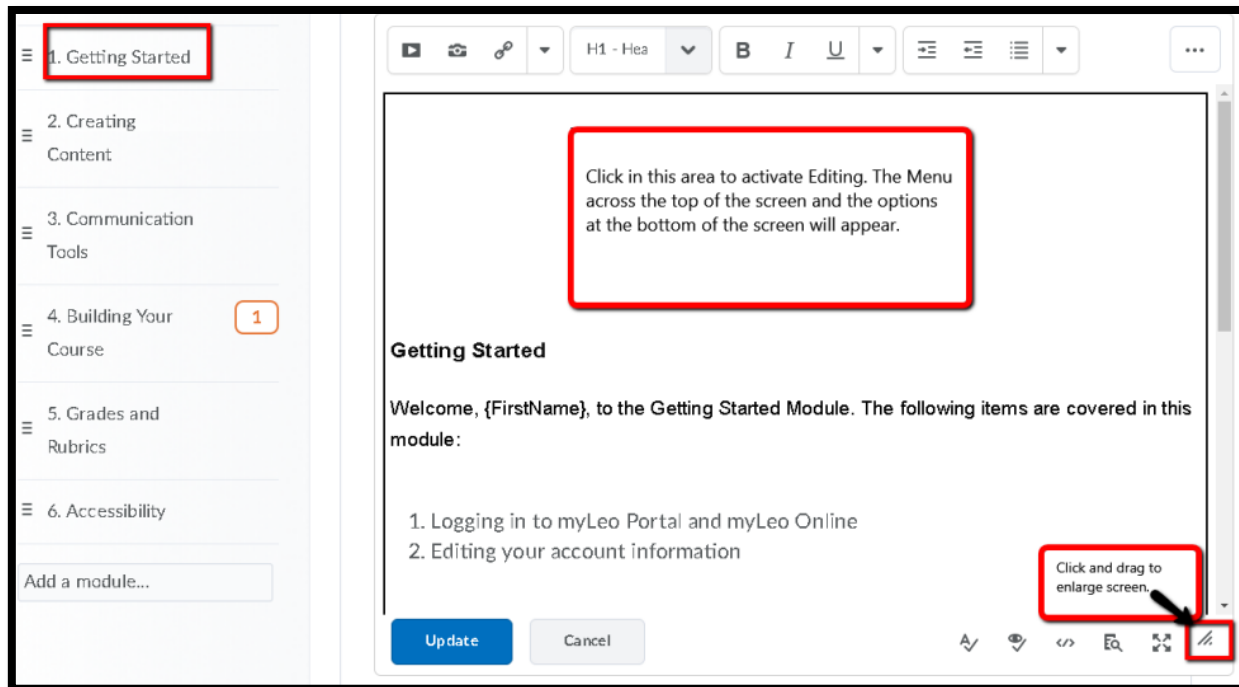 1. Getting Started
2. Creating
Content
3. Communication
Tools
4. Building Your
Course
1
5. Grades and
Rubrics
6. Accessibility
Add a module...
H1 - Hea
B I U
Click in this area to activate Editing. The Menu
across the top of the screen and the options
at the bottom of the screen will appear.
Getting Started
Welcome, {FirstName}, to the Getting Started Module. The following items are covered in this
module:
1. Logging in to myLeo Portal and myLeo Online
2. Editing your account information
Click and drag to
enlarge screen.
Update
Cancel